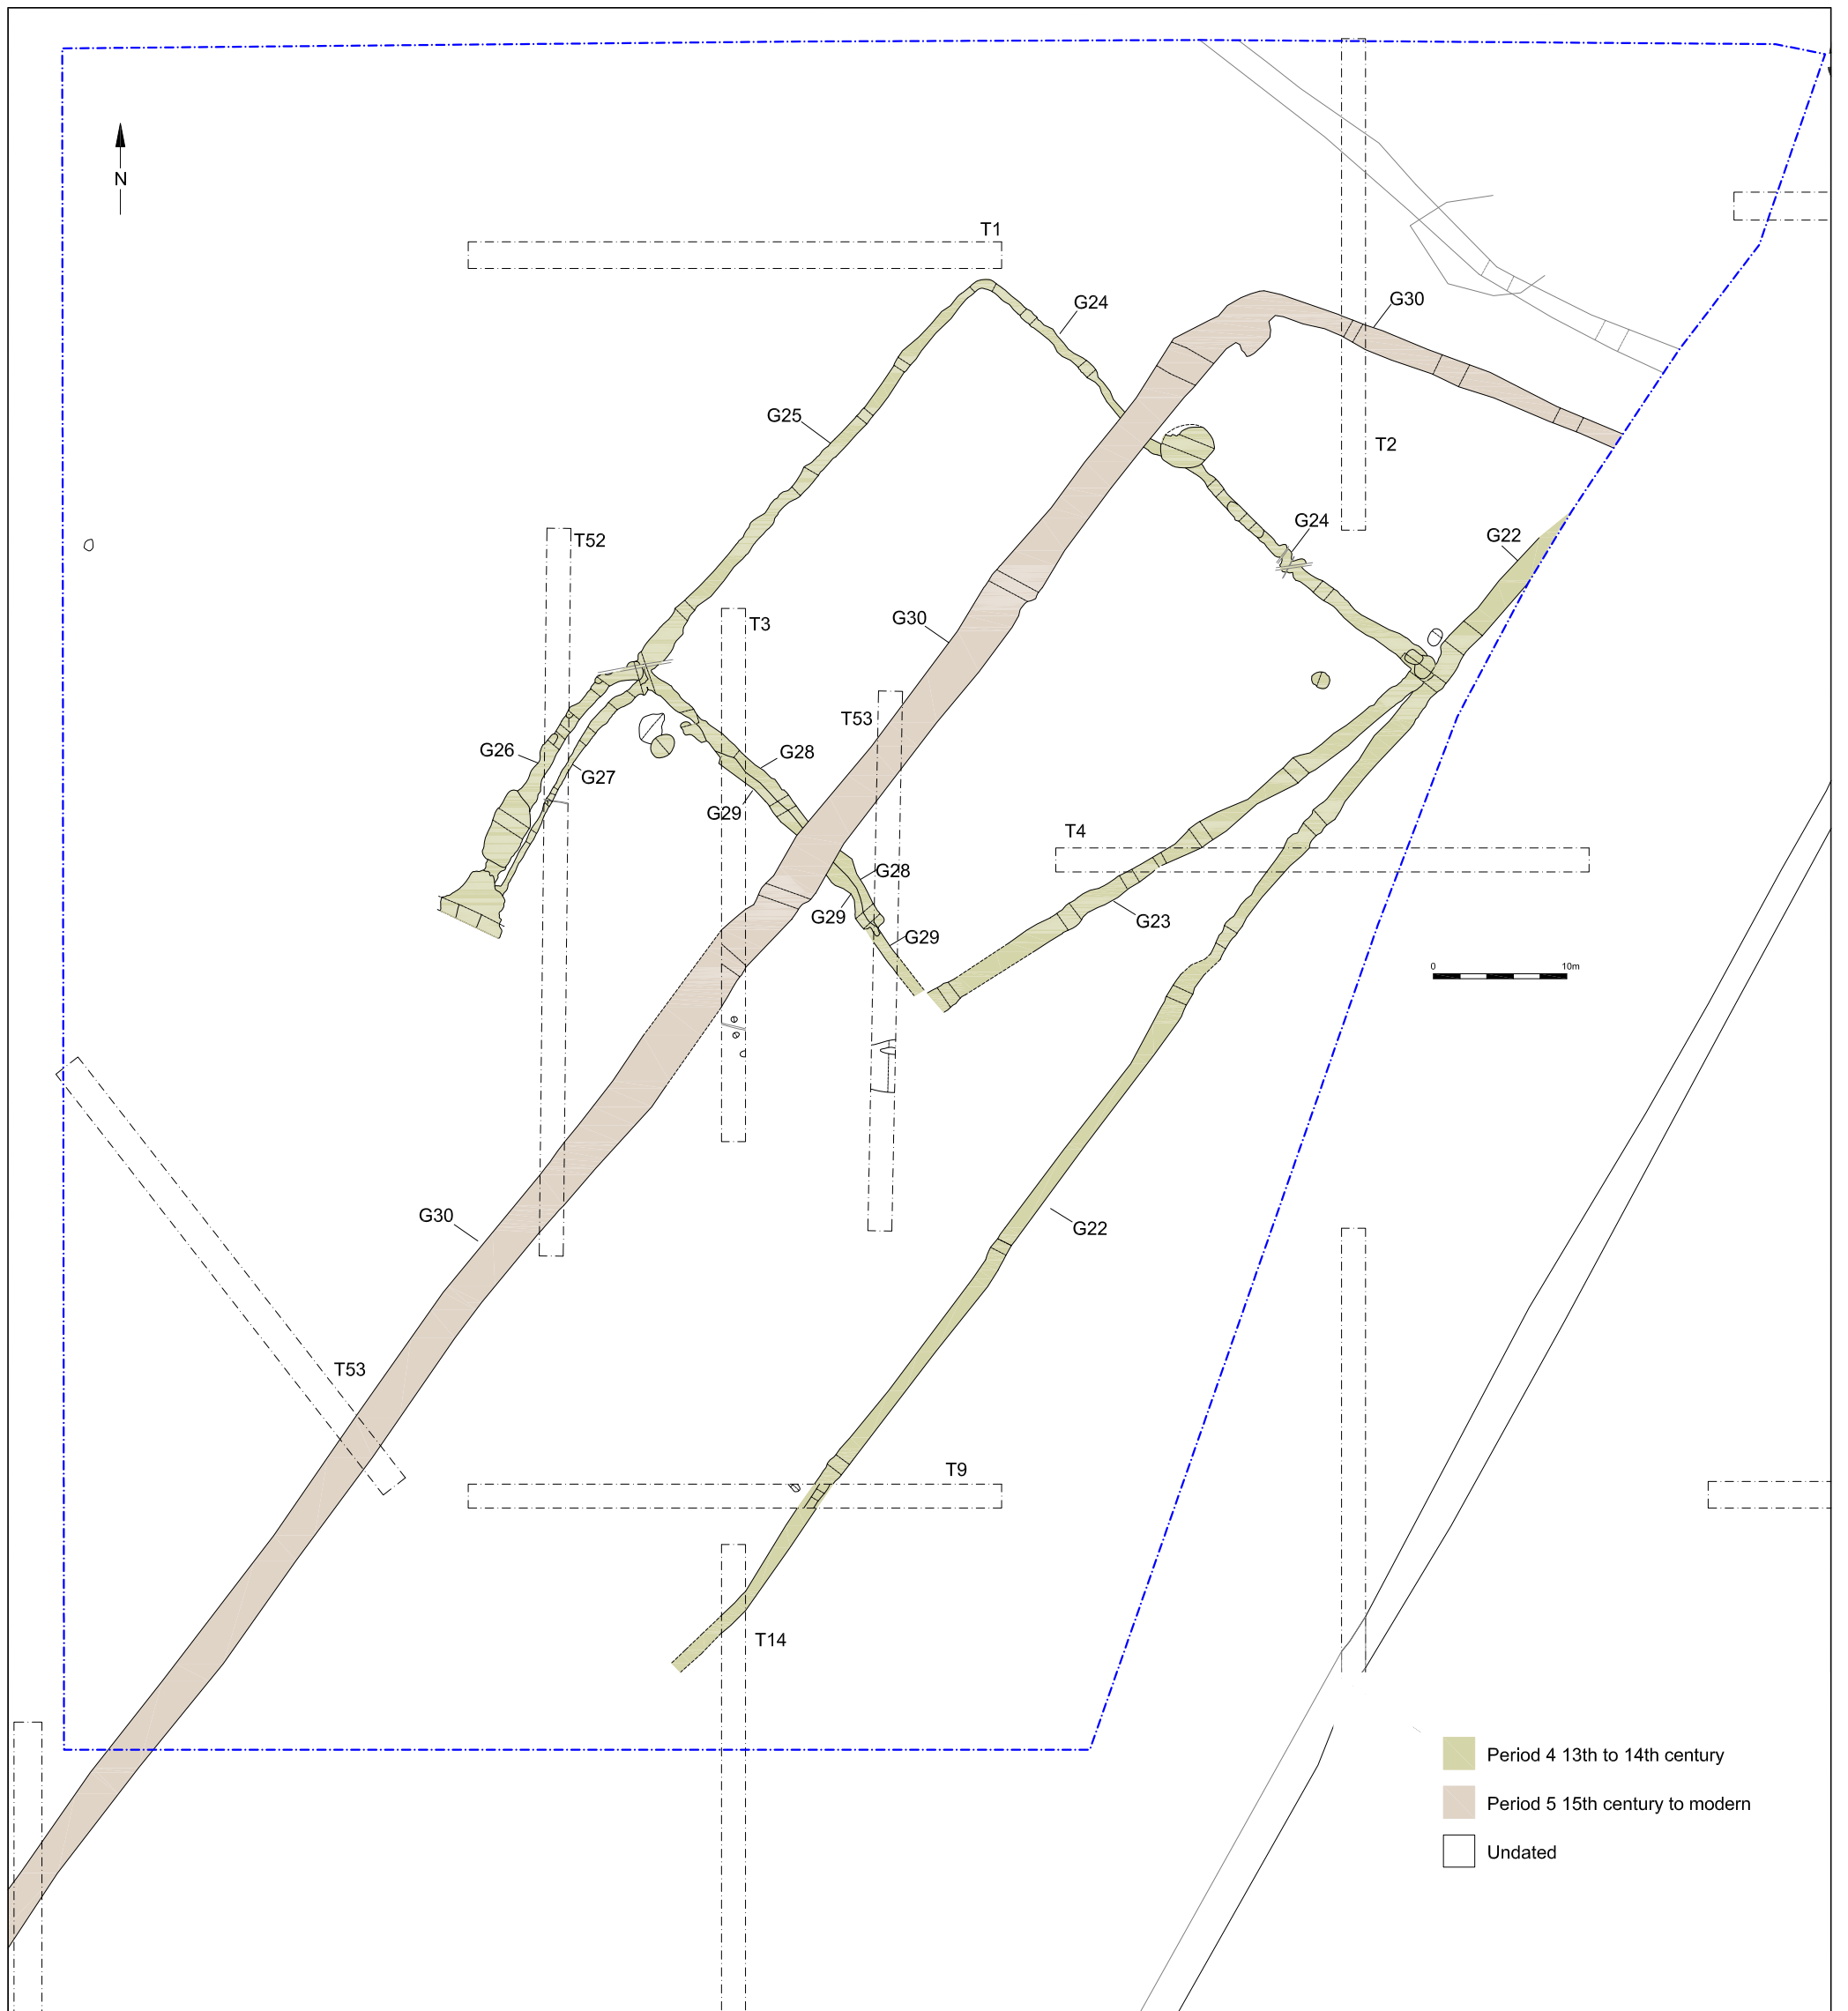 N
T1
G24
G30
G25
T2
G24
G22
T52
T3
G30
T53
G26
G28
G27
G29
T4
G28
G29
G23
G29
0 10m
G30
G22
T53
T9
T14
Period 4 13th to 14th century
Period 5 15th century to modern
Undated